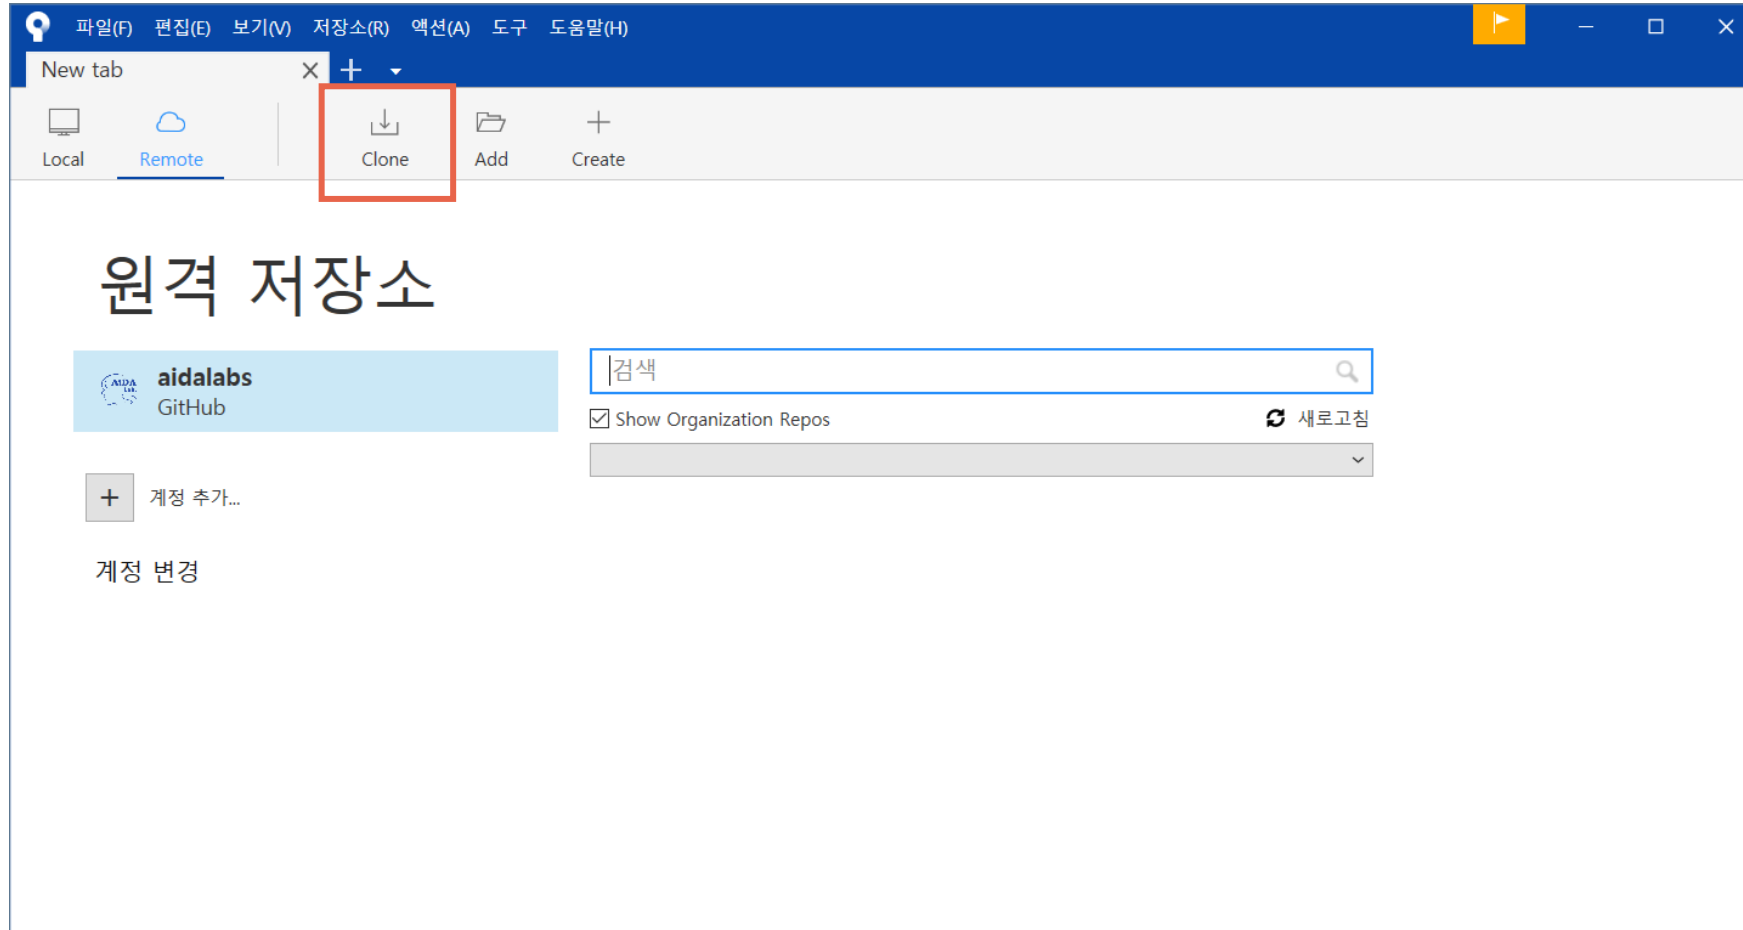 파일(F) 편집(E) 보기(V) 저장소(R) 액션(A) 도구 도움말(H)
New tab
Local Remote Clone Add Create
원격 저장소
aidalabs
GitHub
검색
Show Organization Repos 새로고침
계정 추가...
계정 변경
AIDA
Lab.